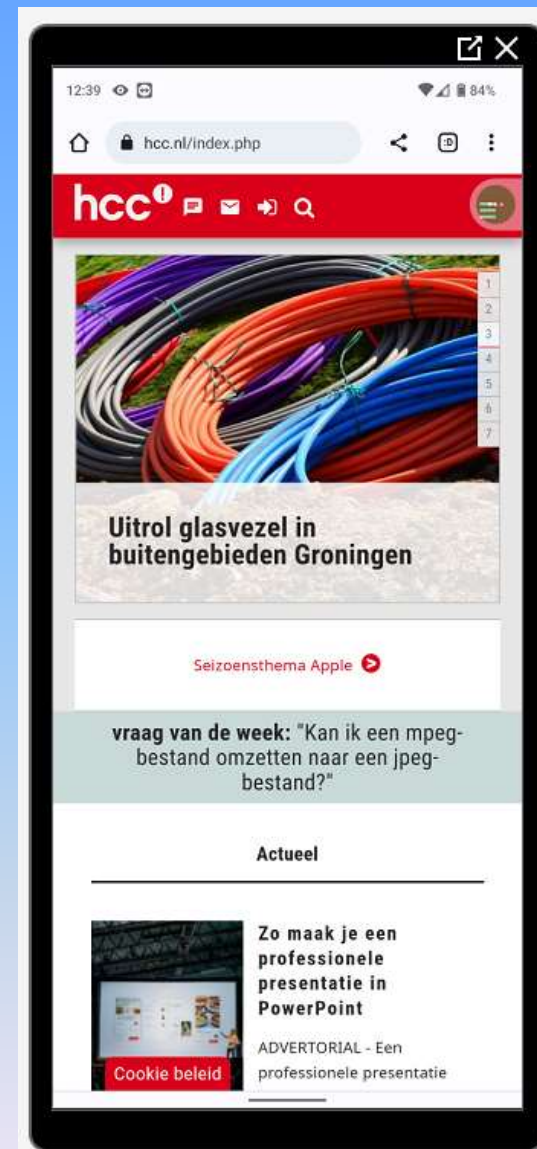 12:39
84%
hcc.nl/index.php
:D
hcc!
1
2
3
4
5
6
7
Uitrol glasvezel in
buitengebieden Groningen
Seizoensthema Apple
vraag van de week: "Kan ik een mpeg-
bestand omzetten naar een jpeg-
bestand?"
Actueel
Zo maak je een
professionele
presentatie in
PowerPoint
ADVERTORIAL - Een
professionele presentatie
Cookie beleid